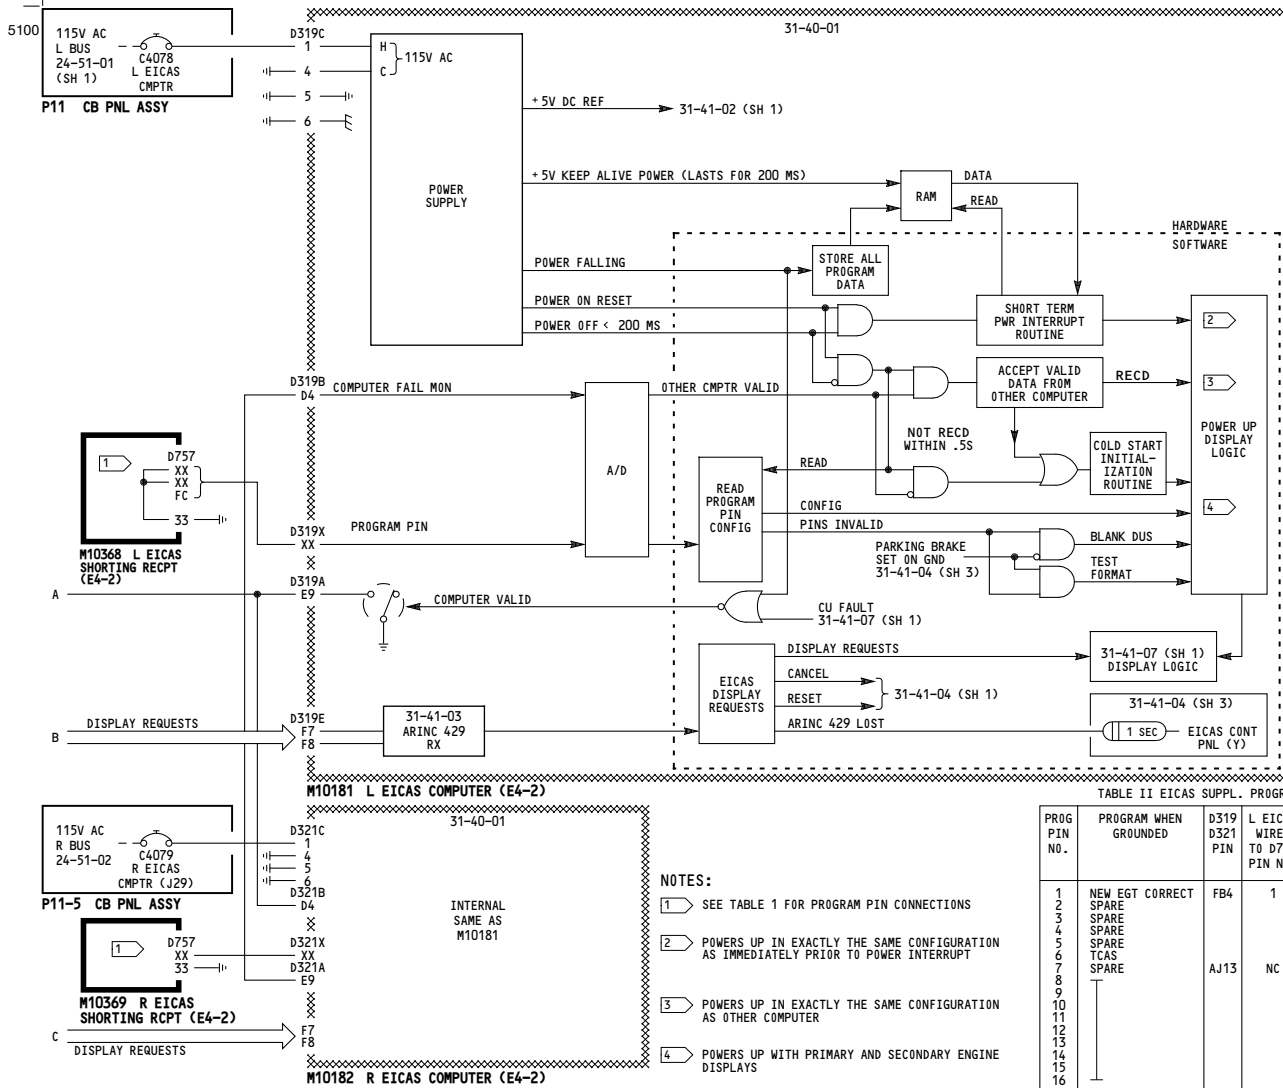 5100
115V AC
L BUS
24-51-01
(SH 1)
C4078
L EICAS
CMPTR
P11 CB PNL ASSY
D319C
1
4
5
6
H
C
115V AC
31-40-01
POWER
SUPPLY
+5V DC REF
31-41-02 (SH 1)
+5V KEEP ALIVE POWER (LASTS FOR 200 MS)
RAM
DATA
READ
HARDWARE
SOFTWARE
POWER FALLING
STORE ALL
PROGRAM
DATA
POWER ON RESET
POWER OFF < 200 MS
SHORT TERM
PWR INTERRUPT
ROUTINE
2
D319B
D4
COMPUTER FAIL MON
OTHER CMPTR VALID
ACCEPT VALID
DATA FROM
OTHER COMPUTER
RECD
3
POWER UP
DISPLAY
LOGIC
NOT RECD
WITHIN .5S
COLD START
INITIAL-
IZATION
ROUTINE
A/D
READ
READ
PROGRAM
PIN
CONFIG
CONFIG
4
PINS INVALID
1
D757
XX
XX
FC
33
M10368 L EICAS
SHORTING RECPT
(E4-2)
D319X
XX
PROGRAM PIN
PARKING BRAKE
SET ON GND
31-41-04 (SH 3)
BLANK DUS
TEST
FORMAT
A
D319A
E9
COMPUTER VALID
CU FAULT
31-41-07 (SH 1)
EICAS
DISPLAY
REQUESTS
DISPLAY REQUESTS
CANCEL
RESET
31-41-04 (SH 1)
ARINC 429 LOST
31-41-07 (SH 1)
DISPLAY LOGIC
31-41-04 (SH 3)
1 SEC
EICAS CONT
PNL (Y)
B
DISPLAY REQUESTS
D319E
F7
F8
31-41-03
ARINC 429
RX
M10181 L EICAS COMPUTER (E4-2)
115V AC
R BUS
24-51-02
C4079
R EICAS
CMPTR (J29)
P11-5 CB PNL ASSY
D321C
1
4
5
6
D321B
D4
31-40-01
INTERNAL
SAME AS
M10181
1
D757
XX
33
M10369 R EICAS
SHORTING RCPT (E4-2)
D321X
XX
D321A
E9
C
DISPLAY REQUESTS
F7
F8
M10182 R EICAS COMPUTER (E4-2)
NOTES:
1 SEE TABLE 1 FOR PROGRAM PIN CONNECTIONS
2 POWERS UP IN EXACTLY THE SAME CONFIGURATION
AS IMMEDIATELY PRIOR TO POWER INTERRUPT
3 POWERS UP IN EXACTLY THE SAME CONFIGURATION
AS OTHER COMPUTER
4 POWERS UP WITH PRIMARY AND SECONDARY ENGINE
DISPLAYS
TABLE II EICAS SUPPL. PROGR
PROG
PIN
NO.
PROGRAM WHEN
GROUNDED
D319
D321
PIN
L EIC
WIRE
TO D7
PIN N
1 NEW EGT CORRECT FB4 1
2 SPARE
3 SPARE
4 SPARE
5 SPARE
6 TCAS
7 SPARE AJ13 NC
8
9
10
11
12
13
14
15
16